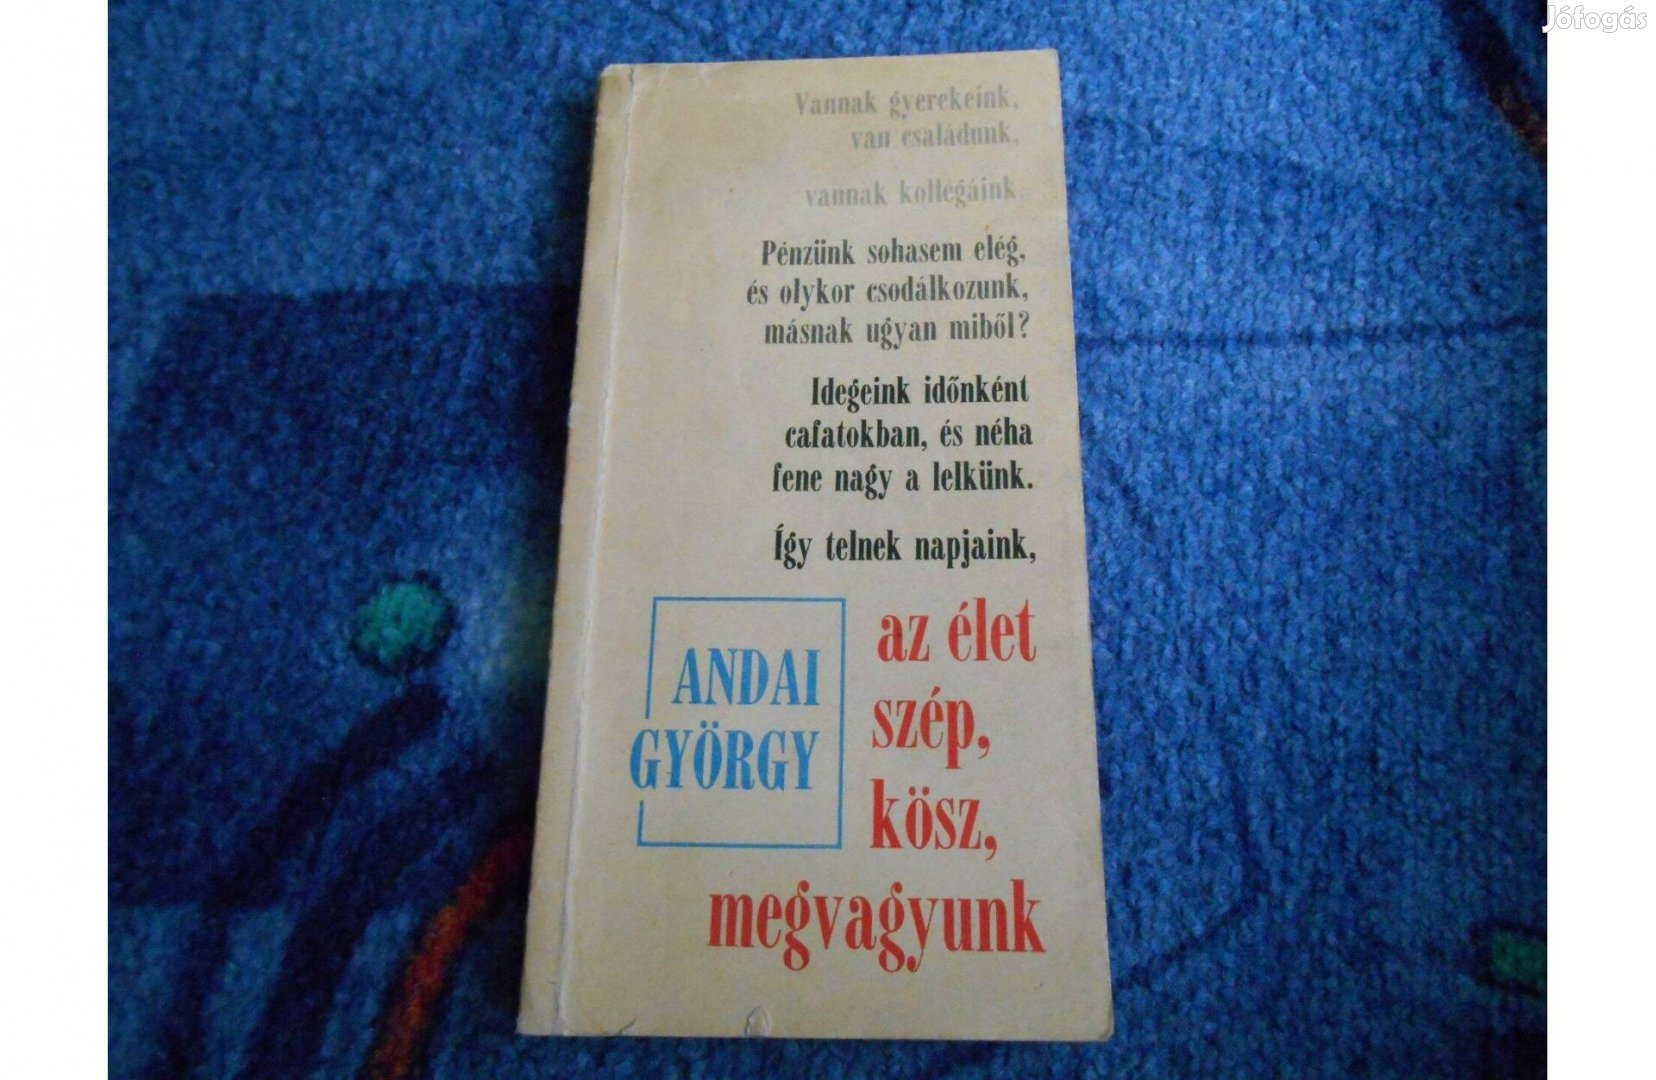 Jófogás
Vannak gyerekeink,
van családunk,
vannak kollégáink.
Pénzünk sohasem elég,
és olykor csodálkozunk,
másnak ugyan miből?
Idegeink időnként
cafatokban, és néha
fene nagy a lelkünk.
Így telnek napjaink,
az élet
szép,
kösz,
megvagyunk
ANDAI
GYÖRGY